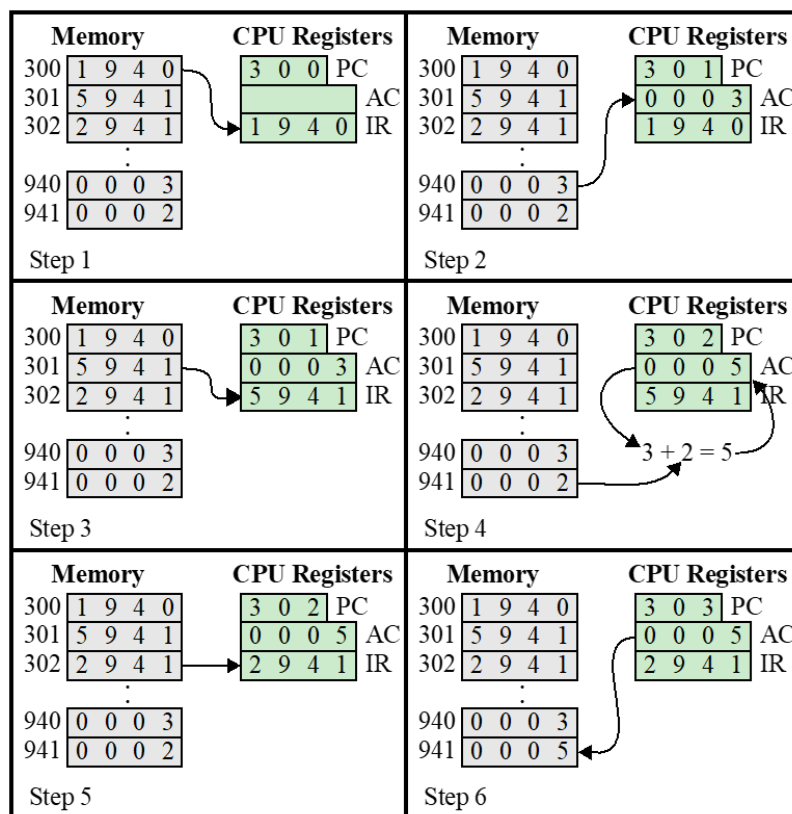 Memory CPU Registers
300 1 9 4 0 3 0 0 PC
301 5 9 4 1 AC
302 2 9 4 1 1 9 4 0 IR
940 0 0 0 3
941 0 0 0 2
Step 1
Memory CPU Registers
300 1 9 4 0 3 0 1 PC
301 5 9 4 1 0 0 0 3 AC
302 2 9 4 1 1 9 4 0 IR
940 0 0 0 3
941 0 0 0 2
Step 2
Memory CPU Registers
300 1 9 4 0 3 0 1 PC
301 5 9 4 1 0 0 0 3 AC
302 2 9 4 1 5 9 4 1 IR
940 0 0 0 3
941 0 0 0 2
Step 3
Memory CPU Registers
300 1 9 4 0 3 0 2 PC
301 5 9 4 1 0 0 0 5 AC
302 2 9 4 1 5 9 4 1 IR
940 0 0 0 3 3 + 2 = 5
941 0 0 0 2
Step 4
Memory CPU Registers
300 1 9 4 0 3 0 2 PC
301 5 9 4 1 0 0 0 5 AC
302 2 9 4 1 2 9 4 1 IR
940 0 0 0 3
941 0 0 0 2
Step 5
Memory CPU Registers
300 1 9 4 0 3 0 3 PC
301 5 9 4 1 0 0 0 5 AC
302 2 9 4 1 2 9 4 1 IR
940 0 0 0 3
941 0 0 0 5
Step 6